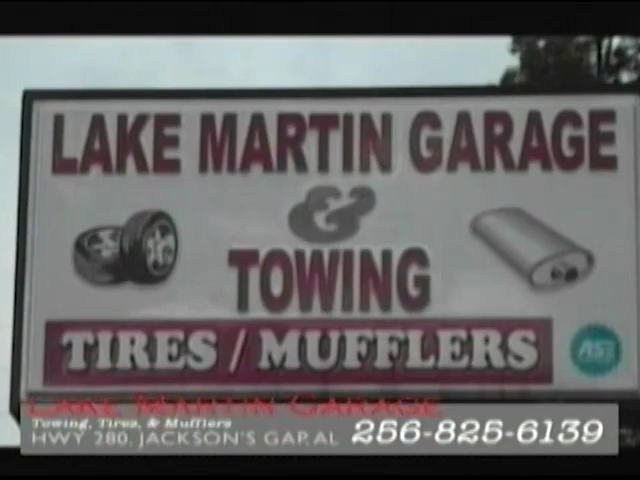 LAKE MARTIN GARAGE
&
TOWING
TIRES / MUFFLERS
ASE
LAKE MARTIN GARAGE
Towing, Tires, & Mufflers
HWY 280, JACKSON'S GAP, AL 256-825-6139